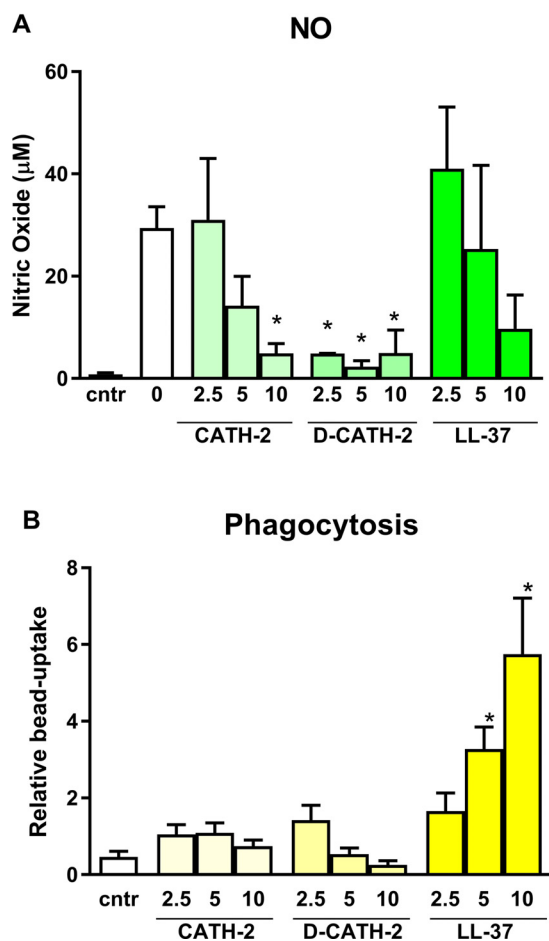 A
NO
Nitric Oxide (μM)
60
40
20
0
* * * *
cntr 0 2.5 5 10 2.5 5 10 2.5 5 10
CATH-2 D-CATH-2 LL-37
B
Phagocytosis
Relative bead-uptake
8
6
4
2
0
* *
cntr 2.5 5 10 2.5 5 10 2.5 5 10
CATH-2 D-CATH-2 LL-37